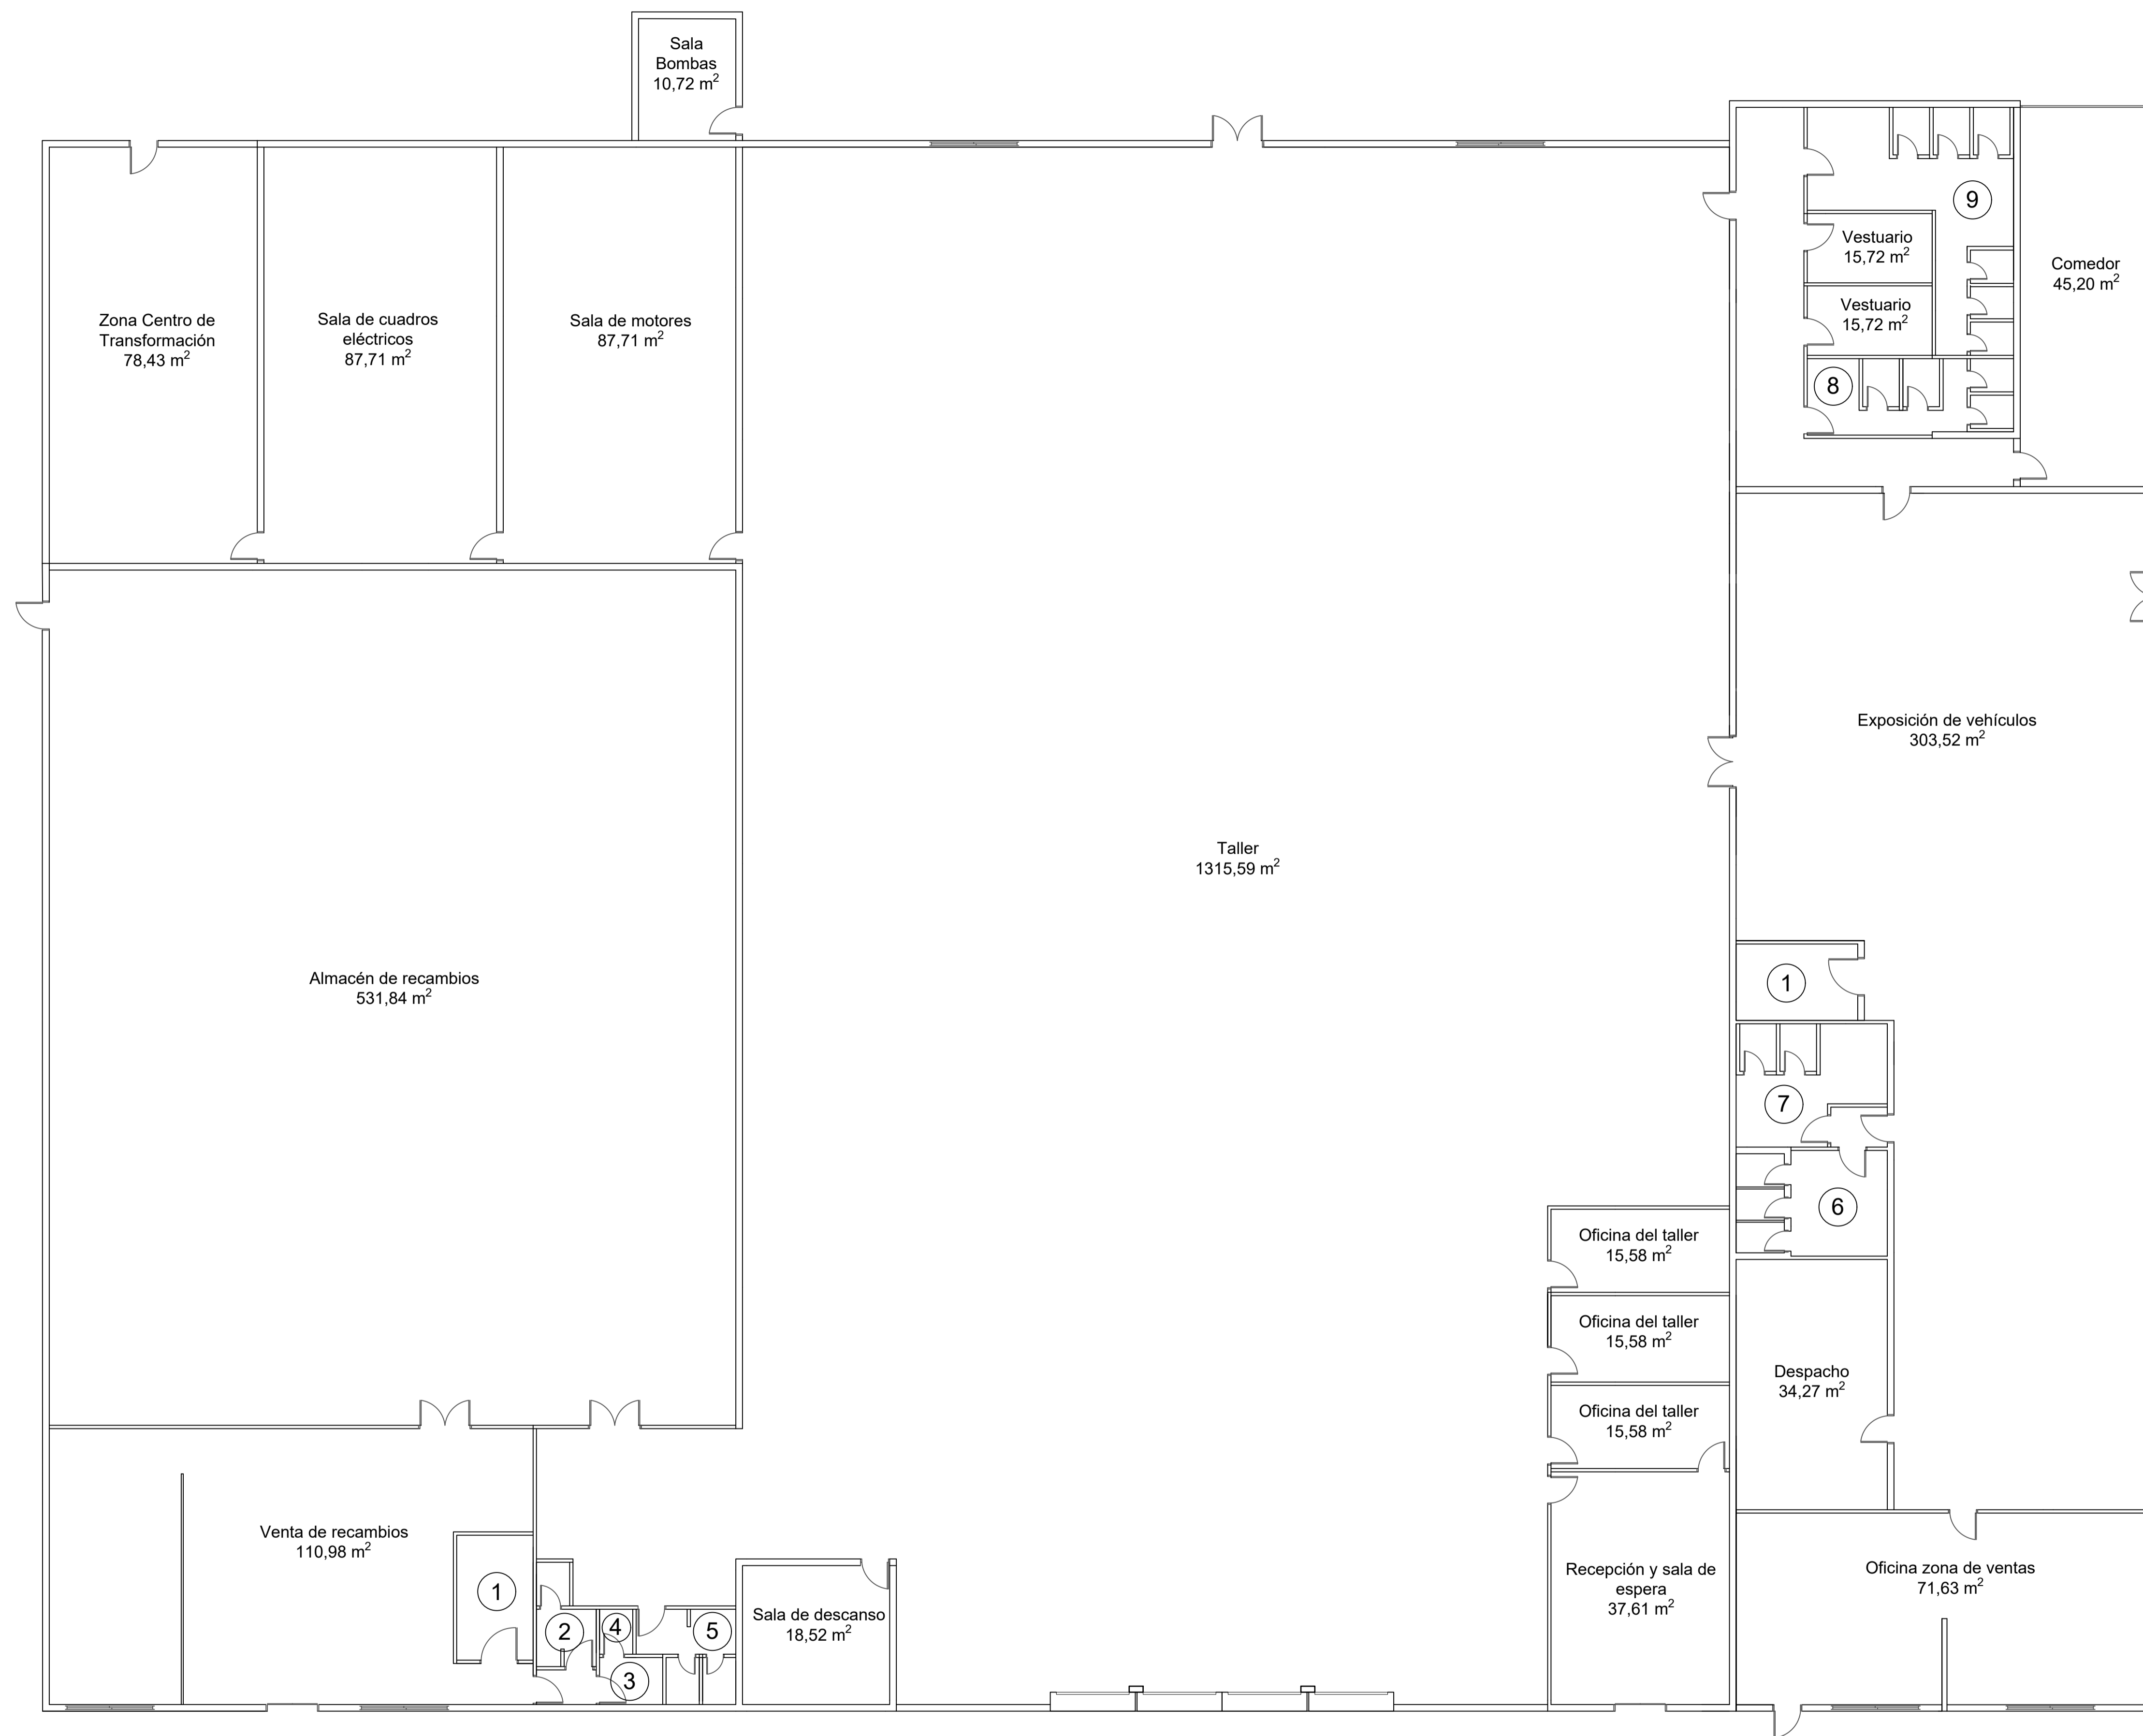 Sala
Bombas
10,72 m²
9
Vestuario
15,72 m²
Comedor
45,20 m²
Zona Centro de
Transformación
78,43 m²
Sala de cuadros
eléctricos
87,71 m²
Sala de motores
87,71 m²
Vestuario
15,72 m²
8
Exposición de vehículos
303,52 m²
Taller
1315,59 m²
Almacén de recambios
531,84 m²
1
7
6
Oficina del taller
15,58 m²
Oficina del taller
15,58 m²
Despacho
34,27 m²
Oficina del taller
15,58 m²
Venta de recambios
110,98 m²
1
2
4
3
5
Sala de descanso
18,52 m²
Recepción y sala de
espera
37,61 m²
Oficina zona de ventas
71,63 m²